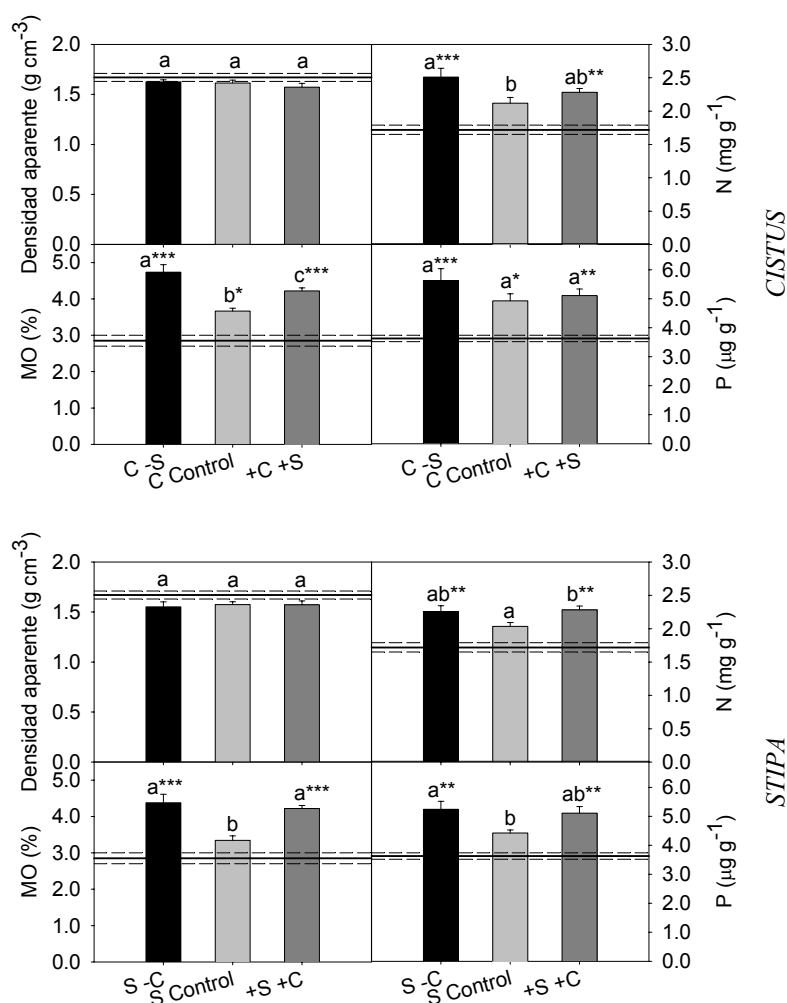 Densidad aparente (g cm-3)
2.0
1.5
1.0
0.5
0.0
a
a
a
a***
b
ab**
3.0
2.5
2.0
1.5
1.0
0.5
0.0
N (mg g-1)
CISTUS
MO (%)
5.0
4.0
3.0
2.0
1.0
0.0
a***
b*
c***
a***
a*
a**
6.0
5.0
4.0
3.0
2.0
1.0
0.0
P (µg g-1)
C -S
C Control
+C +S
C -S
C Control
+C +S
Densidad aparente (g cm-3)
2.0
1.5
1.0
0.5
0.0
a
a
a
ab**
a
b**
3.0
2.5
2.0
1.5
1.0
0.5
0.0
N (mg g-1)
STIPA
MO (%)
5.0
4.0
3.0
2.0
1.0
0.0
a***
b
a***
a**
b
ab**
6.0
5.0
4.0
3.0
2.0
1.0
0.0
P (µg g-1)
S -C
S Control
+S +C
S -C
S Control
+S +C